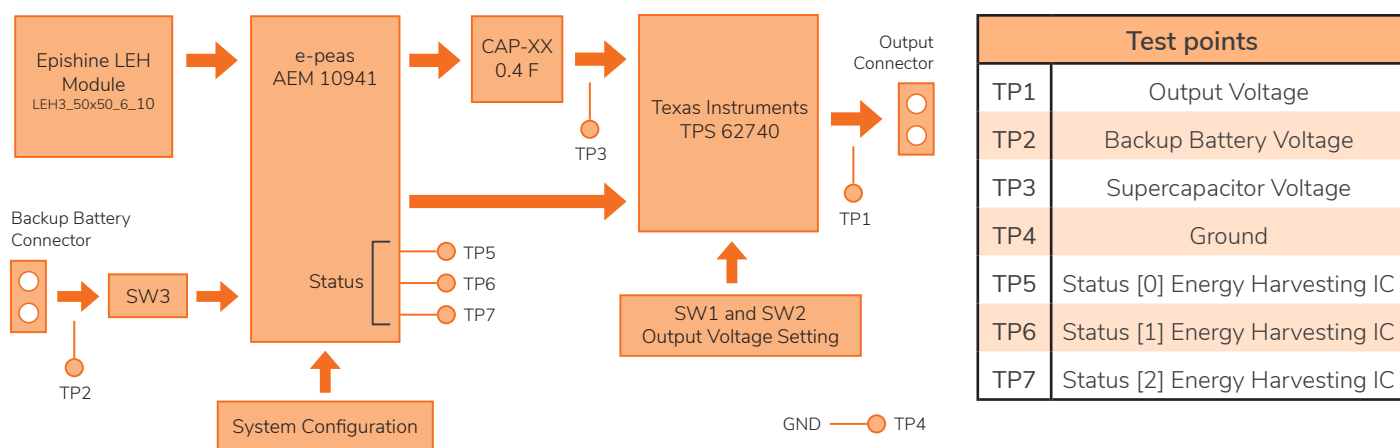 Epishine LEH
Module
LEH3_50x50_6_10
e-peas
AEM 10941
CAP-XX
0.4 F
TP3
Texas Instruments
TPS 62740
Output
Connector
TP1
Backup Battery
Connector
SW3
TP2
Status
TP5
TP6
TP7
SW1 and SW2
Output Voltage Setting
System Configuration
GND
TP4
Test points
TP1 Output Voltage
TP2 Backup Battery Voltage
TP3 Supercapacitor Voltage
TP4 Ground
TP5 Status [0] Energy Harvesting IC
TP6 Status [1] Energy Harvesting IC
TP7 Status [2] Energy Harvesting IC